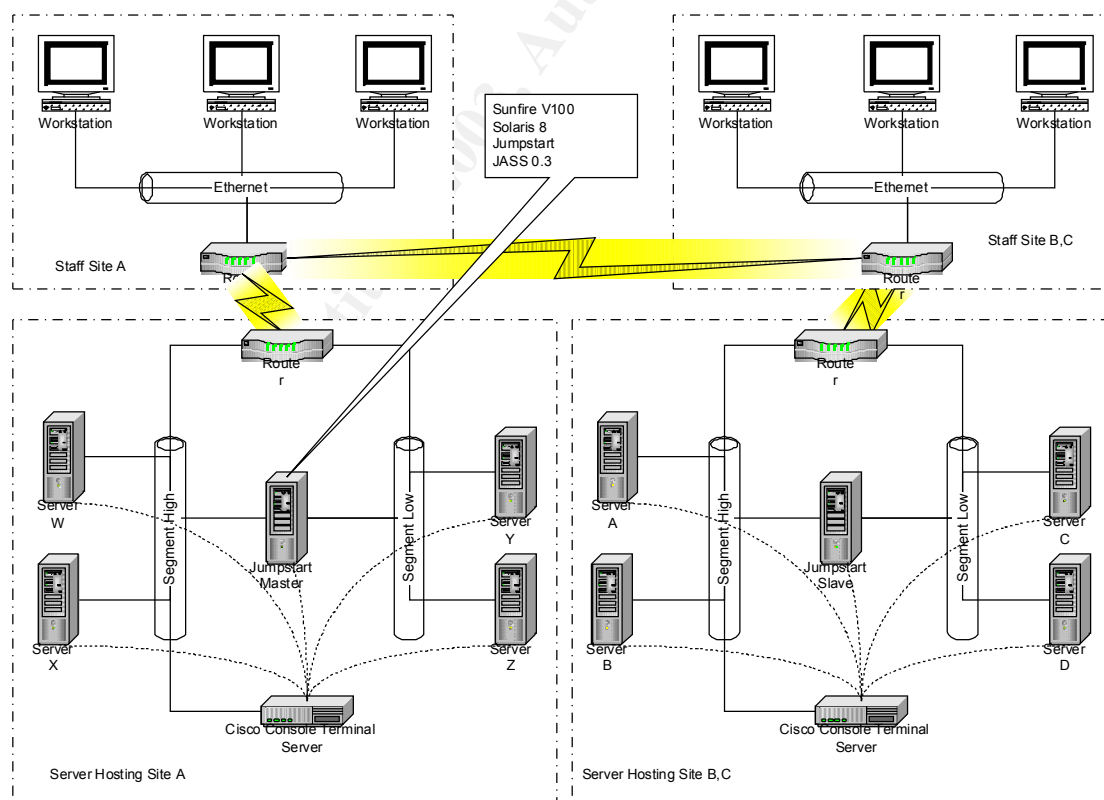 Workstation
Workstation
Workstation
Ethernet
Staff Site A
Sunfire V100
Solaris 8
Jumpstart
JASS 0.3
Workstation
Workstation
Workstation
Ethernet
Staff Site B,C
Route
r
Route
r
Server
W
Server
X
Segment High
Jumpstart
Master
Segment Low
Server
Y
Server
Z
Cisco Console Terminal
Server
Server Hosting Site A
Route
r
Server
A
Server
B
Segment High
Jumpstart
Slave
Segment Low
Server
C
Server
D
Cisco Console Terminal
Server
Server Hosting Site B,C